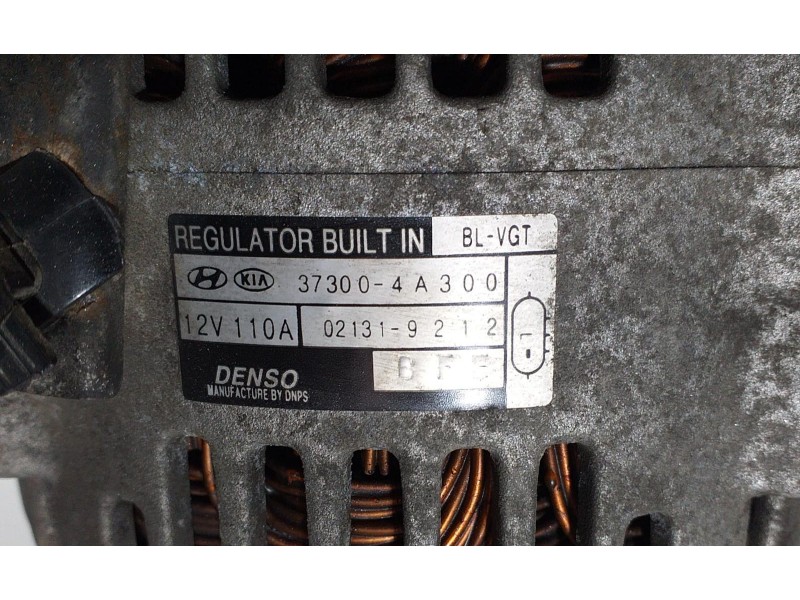 REGULATOR BUILT IN BL-VGT
KIA 37300-4A300
12V 110A 02131-9212
DENSO
MANUFACTURE BY DNPS
L